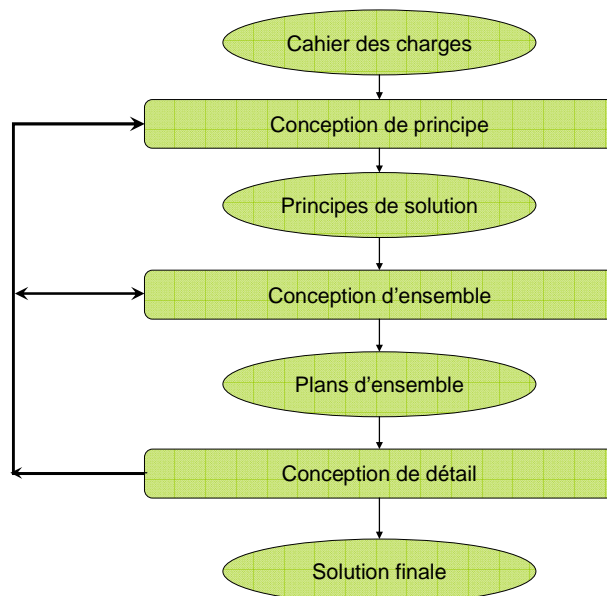 Cahier des charges
Conception de principe
Principes de solution
Conception d'ensemble
Plans d'ensemble
Conception de détail
Solution finale